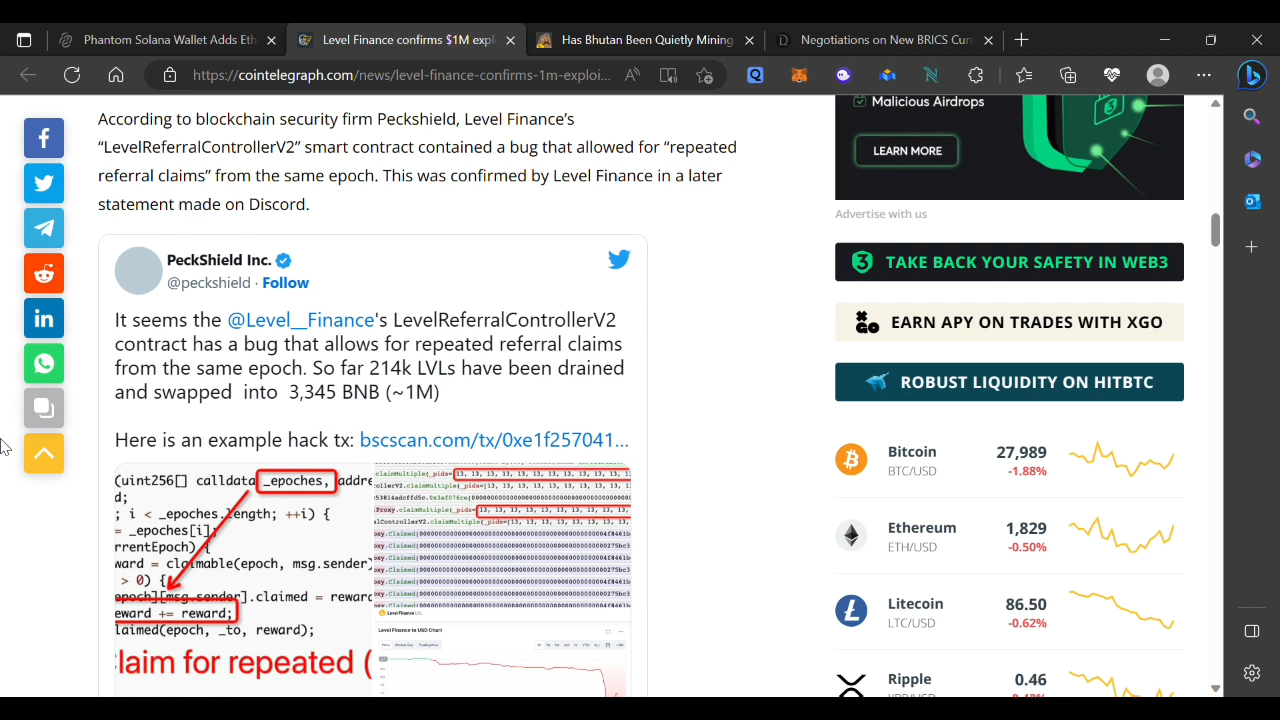 Phantom Solana Wallet Adds Eth
Level Finance confirms $1M expl
Has Bhutan Been Quietly Mining
Negotiations on New BRICS Curr
https://cointelegraph.com/news/level-finance-confirms-1m-exploi...
According to blockchain security firm Peckshield, Level Finance’s
“LevelReferralControllerV2” smart contract contained a bug that allowed for “repeated
referral claims” from the same epoch. This was confirmed by Level Finance in a later
statement made on Discord.
PeckShield Inc.
@peckshield · Follow
It seems the @Level__Finance's LevelReferralControllerV2
contract has a bug that allows for repeated referral claims
from the same epoch. So far 214k LVLs have been drained
and swapped into 3,345 BNB (~1M)
Here is an example hack tx: bscscan.com/tx/0xe1f257041...
(uint256[] calldata _epoches, addre
d;
; i < _epoches.length; ++i) {
= _epoches[i];
rrentEpoch) {
ward = claimable(epoch, msg.sender)
> 0) {
epoch][msg.sender].claimed = reward
eward += reward;
laimed(epoch, _to, reward);
laim for repeated (
Level Finance LVL
Level Finance to USD Chart
Malicious Airdrops
LEARN MORE
Advertise with us
TAKE BACK YOUR SAFETY IN WEB3
EARN APY ON TRADES WITH XGO
ROBUST LIQUIDITY ON HITBTC
Bitcoin 27,989
BTC/USD -1.88%
Ethereum 1,829
ETH/USD -0.50%
Litecoin 86.50
LTC/USD -0.62%
Ripple 0.46